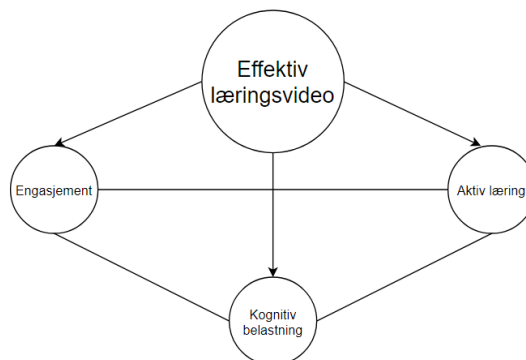 Effektiv
læringsvideo
Engasjement
Aktiv læring
Kognitiv
belastning